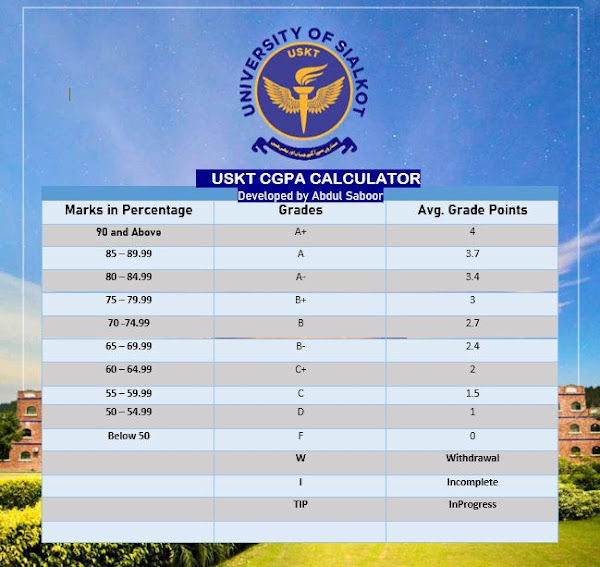 UNIVERSITY OF SIALKOT
USKT
USKT CGPA CALCULATOR
Developed by Abdul Saboor
Marks in Percentage Grades Avg. Grade Points
90 and Above A+ 4
85 – 89.99 A 3.7
80 – 84.99 A- 3.4
75 – 79.99 B+ 3
70 -74.99 B 2.7
65 – 69.99 B- 2.4
60 – 64.99 C+ 2
55 – 59.99 C 1.5
50 – 54.99 D 1
Below 50 F 0
W Withdrawal
I Incomplete
TIP InProgress